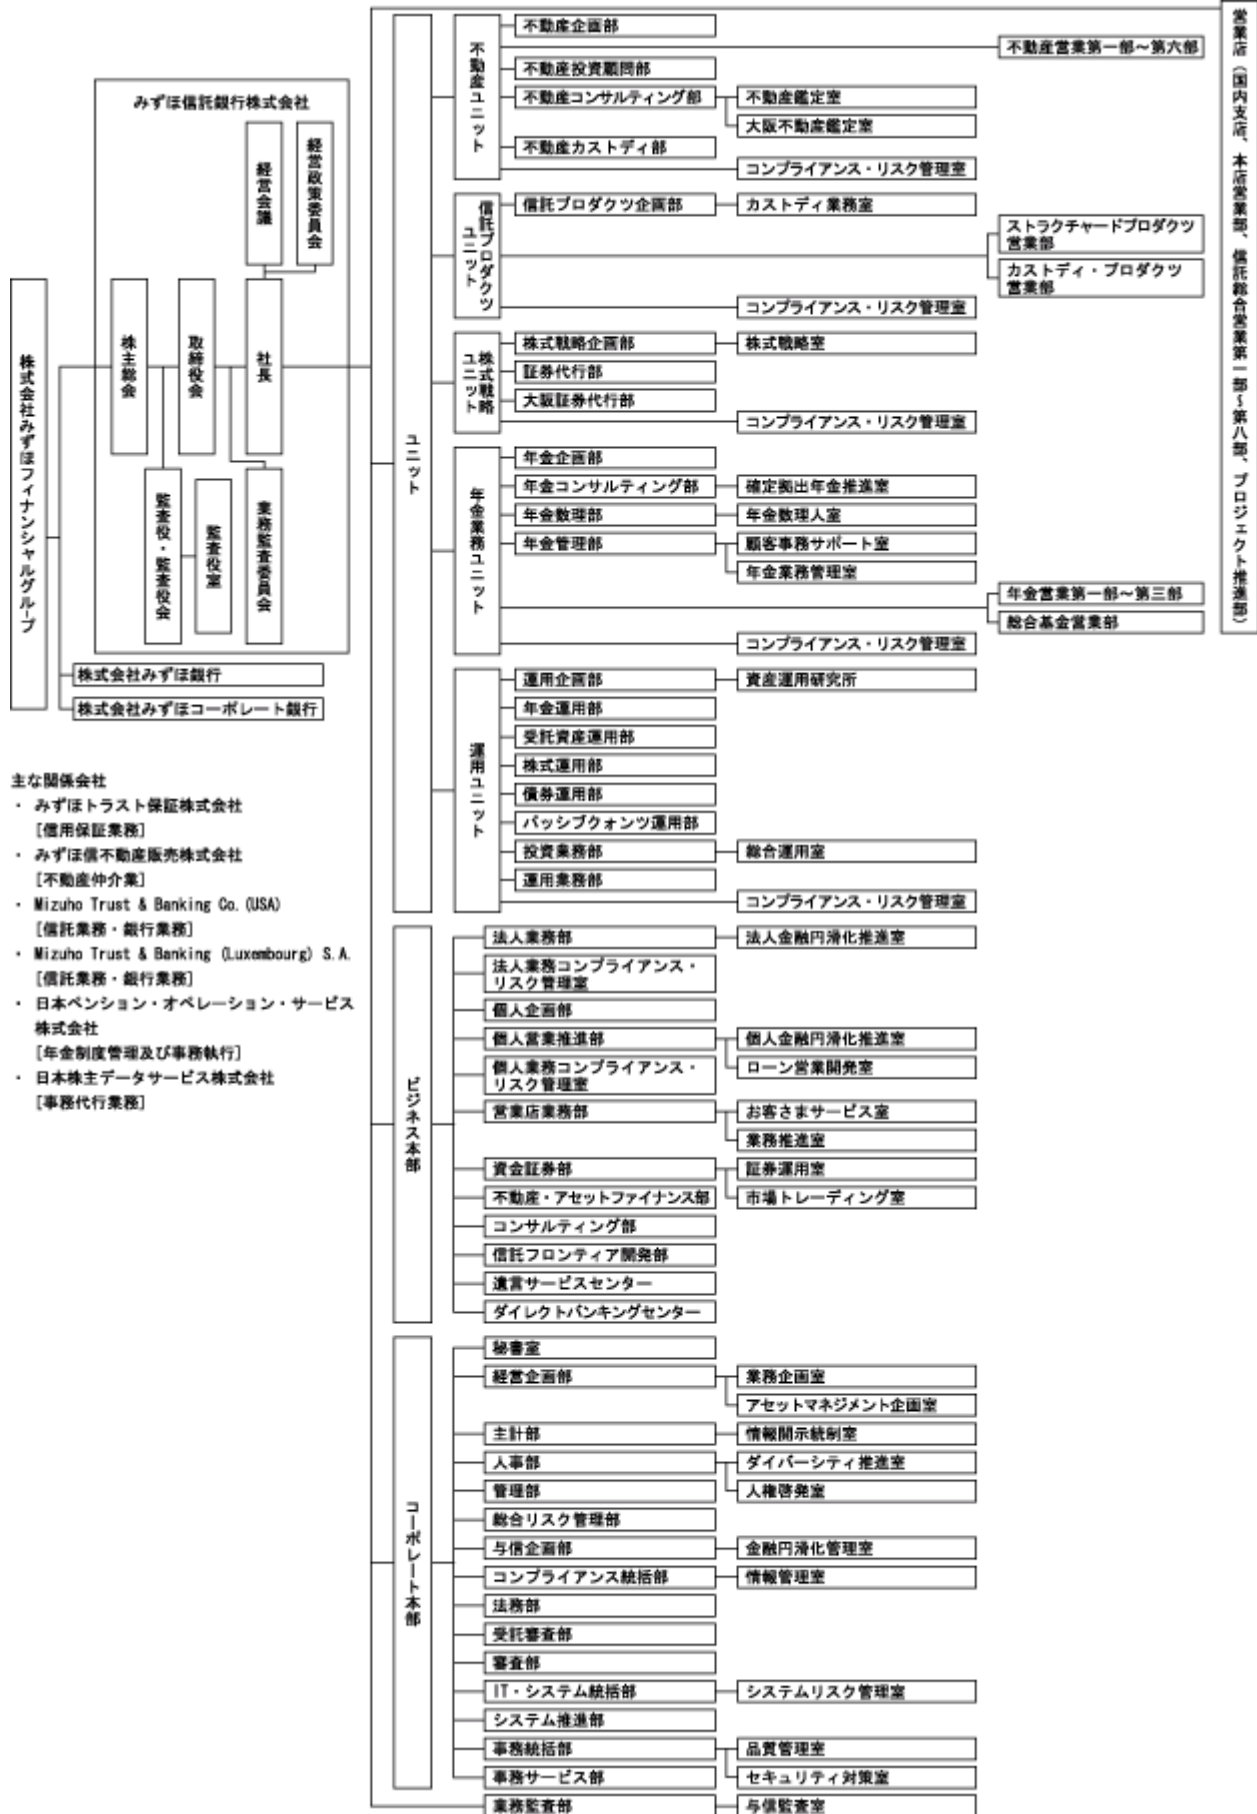 みずほ信託銀行株式会社
経営会議
経営政策委員会
株主総会
取締役会
社長
監査役・監査役会
監査役室
業務監査委員会
株式会社みずほフィナンシャルグループ
株式会社みずほ銀行
株式会社みずほコーポレート銀行
主な関係会社
・ みずほトラスト保証株式会社
[信用保証業務]
・ みずほ信不動産販売株式会社
[不動産仲介業]
・ Mizuho Trust & Banking Co.(USA)
[信託業務・銀行業務]
・ Mizuho Trust & Banking (Luxembourg) S.A.
[信託業務・銀行業務]
・ 日本ペンション・オペレーション・サービス
株式会社
[年金制度管理及び事務執行]
・ 日本株主データサービス株式会社
[事務代行業務]
ユニット
不動産ユニット
不動産企画部
不動産営業第一部～第六部
不動産投資顧問部
不動産コンサルティング部
不動産鑑定室
大阪不動産鑑定室
不動産カストディ部
コンプライアンス・リスク管理室
信託プロダクツ
ユニット
信託プロダクツ企画部
カストディ業務室
ストラクチャードプロダクツ
営業部
カストディ・プロダクツ
営業部
コンプライアンス・リスク管理室
株式戦略
ユニット
株式戦略企画部
株式戦略室
証券代行部
大阪証券代行部
コンプライアンス・リスク管理室
年金業務ユニット
年金企画部
年金コンサルティング部
確定拠出年金推進室
年金数理部
年金数理人室
年金管理部
顧客事務サポート室
年金業務管理室
年金営業第一部～第三部
総合基金営業部
コンプライアンス・リスク管理室
運用ユニット
運用企画部
資産運用研究所
年金運用部
受託資産運用部
株式運用部
債券運用部
パッシブクォンツ運用部
投資業務部
総合運用室
運用業務部
コンプライアンス・リスク管理室
営業店（国内支店、本店営業部、信託総合営業第一部～第八部、プロジェクト推進部）
ビジネス本部
法人業務部
法人金融円滑化推進室
法人業務コンプライアンス・
リスク管理室
個人企画部
個人営業推進部
個人金融円滑化推進室
ローン営業開発室
個人業務コンプライアンス・
リスク管理室
営業店業務部
お客さまサービス室
業務推進室
資金証券部
証券運用室
市場トレーディング室
不動産・アセットファイナンス部
コンサルティング部
信託フロンティア開発部
遺言サービスセンター
ダイレクトバンキングセンター
コーポレート本部
秘書室
経営企画部
業務企画室
アセットマネジメント企画室
主計部
情報開示統制室
人事部
ダイバーシティ推進室
人権啓発室
管理部
総合リスク管理部
与信企画部
金融円滑化管理室
コンプライアンス統括部
情報管理室
法務部
受託審査部
審査部
IT・システム統括部
システムリスク管理室
システム推進部
事務統括部
品質管理室
セキュリティ対策室
事務サービス部
業務監査部
与信監査室